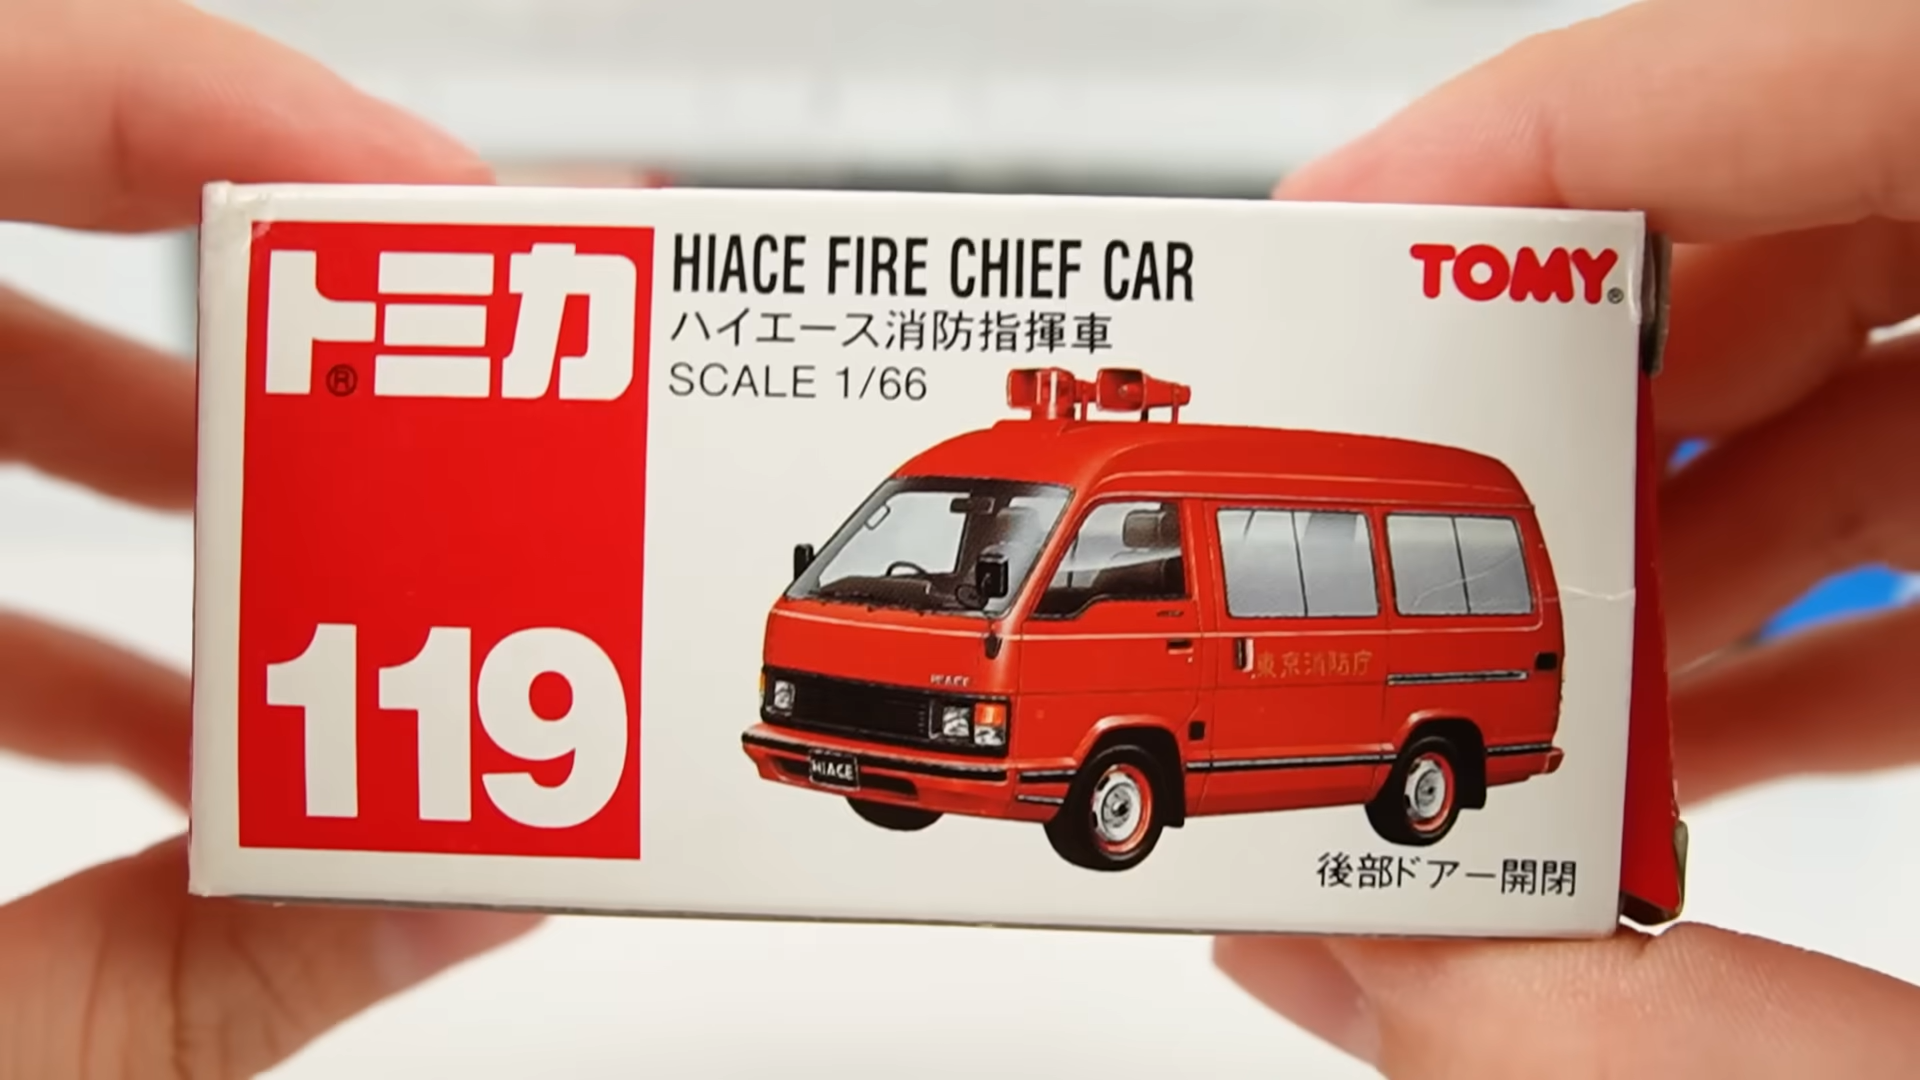 トミカ®
119
HIACE FIRE CHIEF CAR
ハイエース消防指揮車
SCALE 1/66
TOMY®
HIACE
東京消防庁
HIACE
後部ドアー開閉